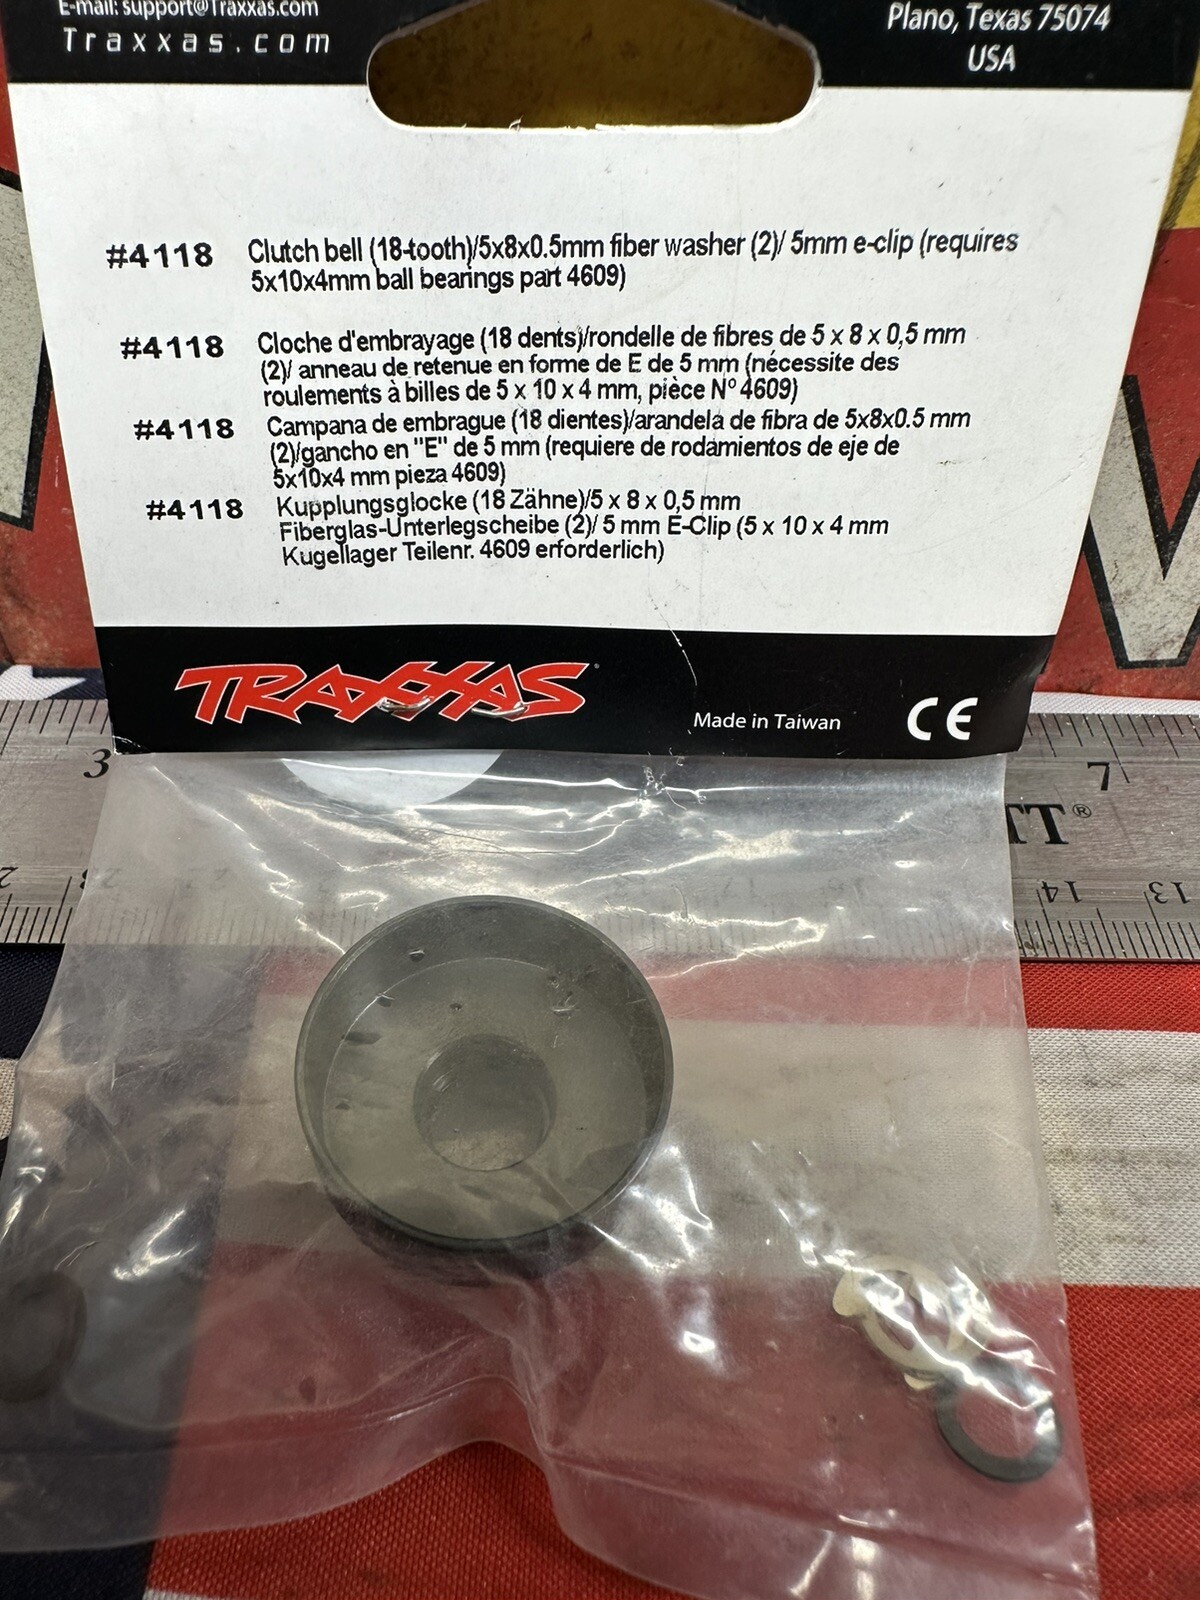 E-mail: support@Traxxas.com
Traxxas.com
Plano, Texas 75074
USA
#4118 Clutch bell (18-tooth)/5x8x0.5mm fiber washer (2)/ 5mm e-clip (requires
5x10x4mm ball bearings part 4609)
#4118 Cloche d'embrayage (18 dents)/rondelle de fibres de 5 x 8 x 0,5 mm
(2)/ anneau de retenue en forme de E de 5 mm (nécessite des
roulements à billes de 5 x 10 x 4 mm, pièce Nº 4609)
#4118 Campana de embrague (18 dientes)/arandela de fibra de 5x8x0.5 mm
(2)/gancho en "E" de 5 mm (requiere de rodamientos de eje de
5x10x4 mm pieza 4609)
#4118 Kupplungsglocke (18 Zähne)/5 x 8 x 0,5 mm
Fiberglas-Unterlegscheibe (2)/ 5 mm E-Clip (5 x 10 x 4 mm
Kugellager Teilenr. 4609 erforderlich)
TRAXXAS
Made in Taiwan CE
3 7
TT®
14 13